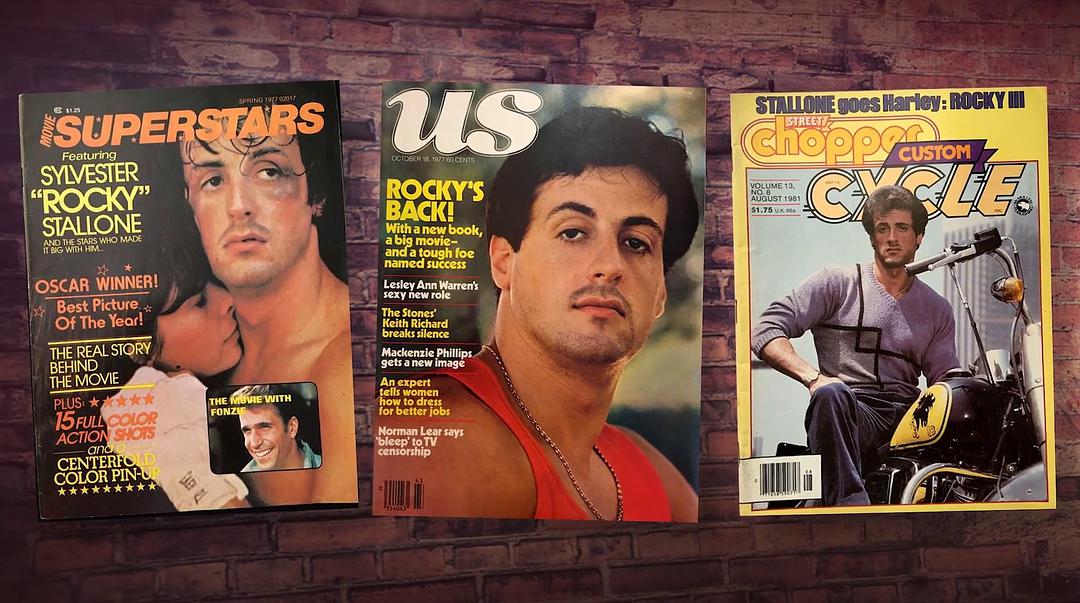 SPRING 1977 02017
$1.25
MOVIE SUPERSTARS
Featuring
SYLVESTER
"ROCKY"
STALLONE
AND THE STARS WHO MADE
IT BIG WITH HIM...
OSCAR WINNER!
Best Picture
Of The Year!
THE REAL STORY
BEHIND
THE MOVIE
PLUS:
15 FULL COLOR
ACTION SHOTS
and a
CENTERFOLD
COLOR PIN-UP
THE MOVIE WITH
FONZIE
us
OCTOBER 18, 1977 60 CENTS
ROCKY'S
BACK!
With a new book,
a big movie–
and a tough foe
named success
Lesley Ann Warren's
sexy new role
The Stones'
Keith Richard
breaks silence
Mackenzie Phillips
gets a new image
An expert
tells women
how to dress
for better jobs
Norman Lear says
'bleep' to TV
censorship
STALLONE goes Harley: ROCKY III
STREET
chopper
CUSTOM
CYCLE
VOLUME 13,
NO. 8
AUGUST 1981
$1.75 U.K. 85p